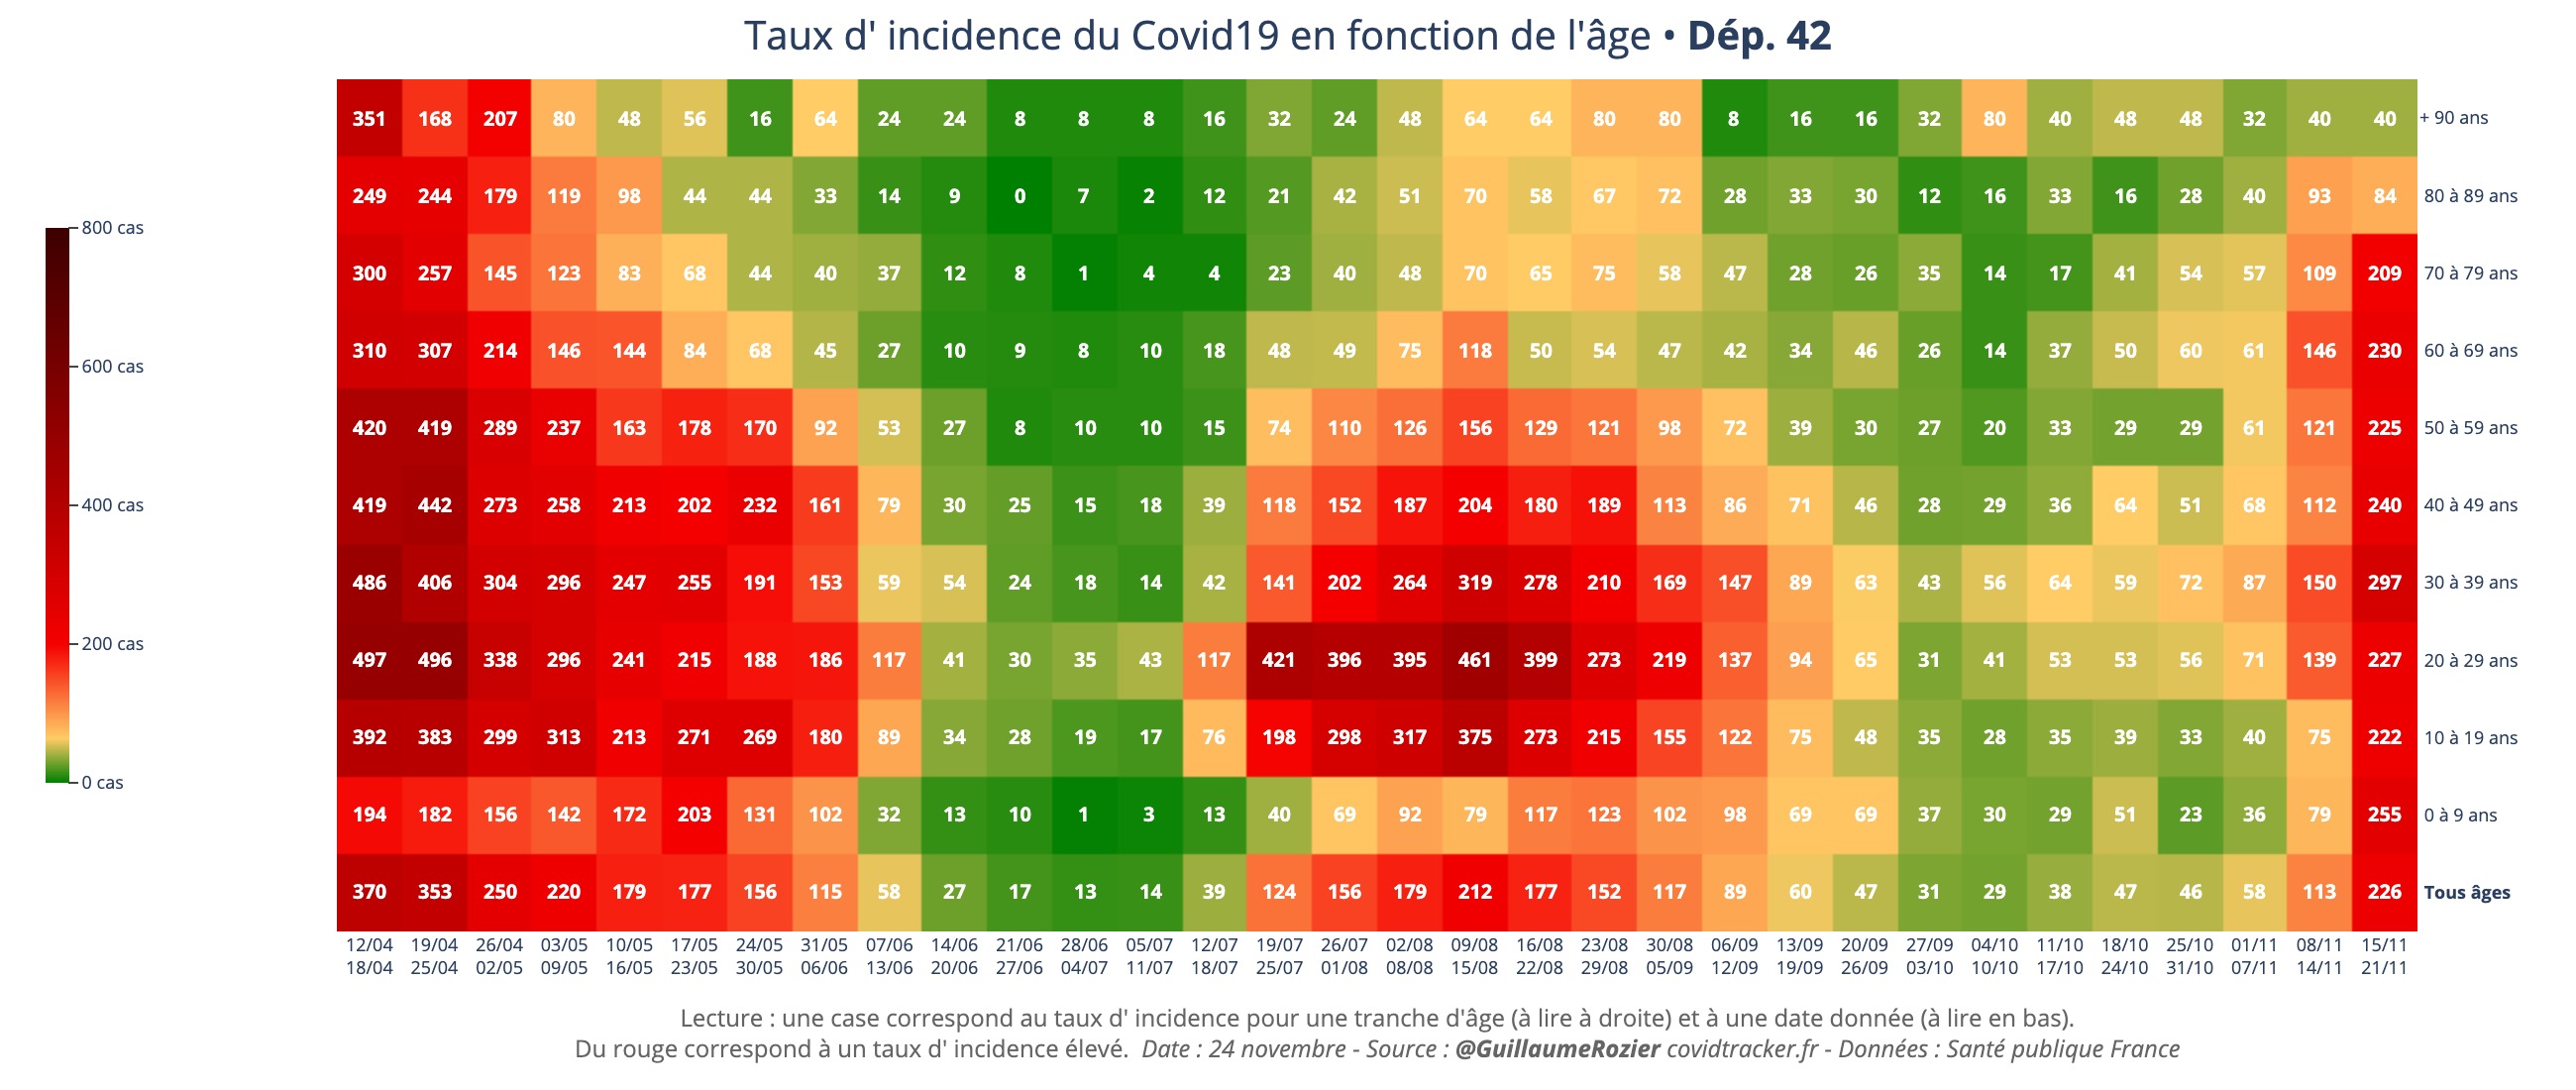 Taux d' incidence du Covid19 en fonction de l'âge • Dép. 42
351 168 207 80 48 56 16 64 24 24 8 8 8 16 32 24 48 64 64 80 80 8 16 16 32 80 40 48 48 32 40 40 + 90 ans
249 244 179 119 98 44 44 33 14 9 0 7 2 12 21 42 51 70 58 67 72 28 33 30 12 16 33 16 28 40 93 84 80 à 89 ans
800 cas
300 257 145 123 83 68 44 40 37 12 8 1 4 4 23 40 48 70 65 75 58 47 28 26 35 14 17 41 54 57 109 209 70 à 79 ans
310 307 214 146 144 84 68 45 27 10 9 8 10 18 48 49 75 118 50 54 47 42 34 46 26 14 37 50 60 61 146 230 60 à 69 ans
600 cas
420 419 289 237 163 178 170 92 53 27 8 10 10 15 74 110 126 156 129 121 98 72 39 30 27 20 33 29 29 61 121 225 50 à 59 ans
400 cas
419 442 273 258 213 202 232 161 79 30 25 15 18 39 118 152 187 204 180 189 113 86 71 46 28 29 36 64 51 68 112 240 40 à 49 ans
486 406 304 296 247 255 191 153 59 54 24 18 14 42 141 202 264 319 278 210 169 147 89 63 43 56 64 59 72 87 150 297 30 à 39 ans
200 cas
497 496 338 296 241 215 188 186 117 41 30 35 43 117 421 396 395 461 399 273 219 137 94 65 31 41 53 53 56 71 139 227 20 à 29 ans
392 383 299 313 213 271 269 180 89 34 28 19 17 76 198 298 317 375 273 215 155 122 75 48 35 28 35 39 33 40 75 222 10 à 19 ans
0 cas
194 182 156 142 172 203 131 102 32 13 10 1 3 13 40 69 92 79 117 123 102 98 69 69 37 30 29 51 23 36 79 255 0 à 9 ans
370 353 250 220 179 177 156 115 58 27 17 13 14 39 124 156 179 212 177 152 117 89 60 47 31 29 38 47 46 58 113 226 Tous âges
12/04 19/04 26/04 03/05 10/05 17/05 24/05 31/05 07/06 14/06 21/06 28/06 05/07 12/07 19/07 26/07 02/08 09/08 16/08 23/08 30/08 06/09 13/09 20/09 27/09 04/10 11/10 18/10 25/10 01/11 08/11 15/11
18/04 25/04 02/05 09/05 16/05 23/05 30/05 06/06 13/06 20/06 27/06 04/07 11/07 18/07 25/07 01/08 08/08 15/08 22/08 29/08 05/09 12/09 19/09 26/09 03/10 10/10 17/10 24/10 31/10 07/11 14/11 21/11
Lecture : une case correspond au taux d' incidence pour une tranche d'âge (à lire à droite) et à une date donnée (à lire en bas).
Du rouge correspond à un taux d' incidence élevé. Date : 24 novembre - Source : @GuillaumeRozier covidtracker.fr - Données : Santé publique France